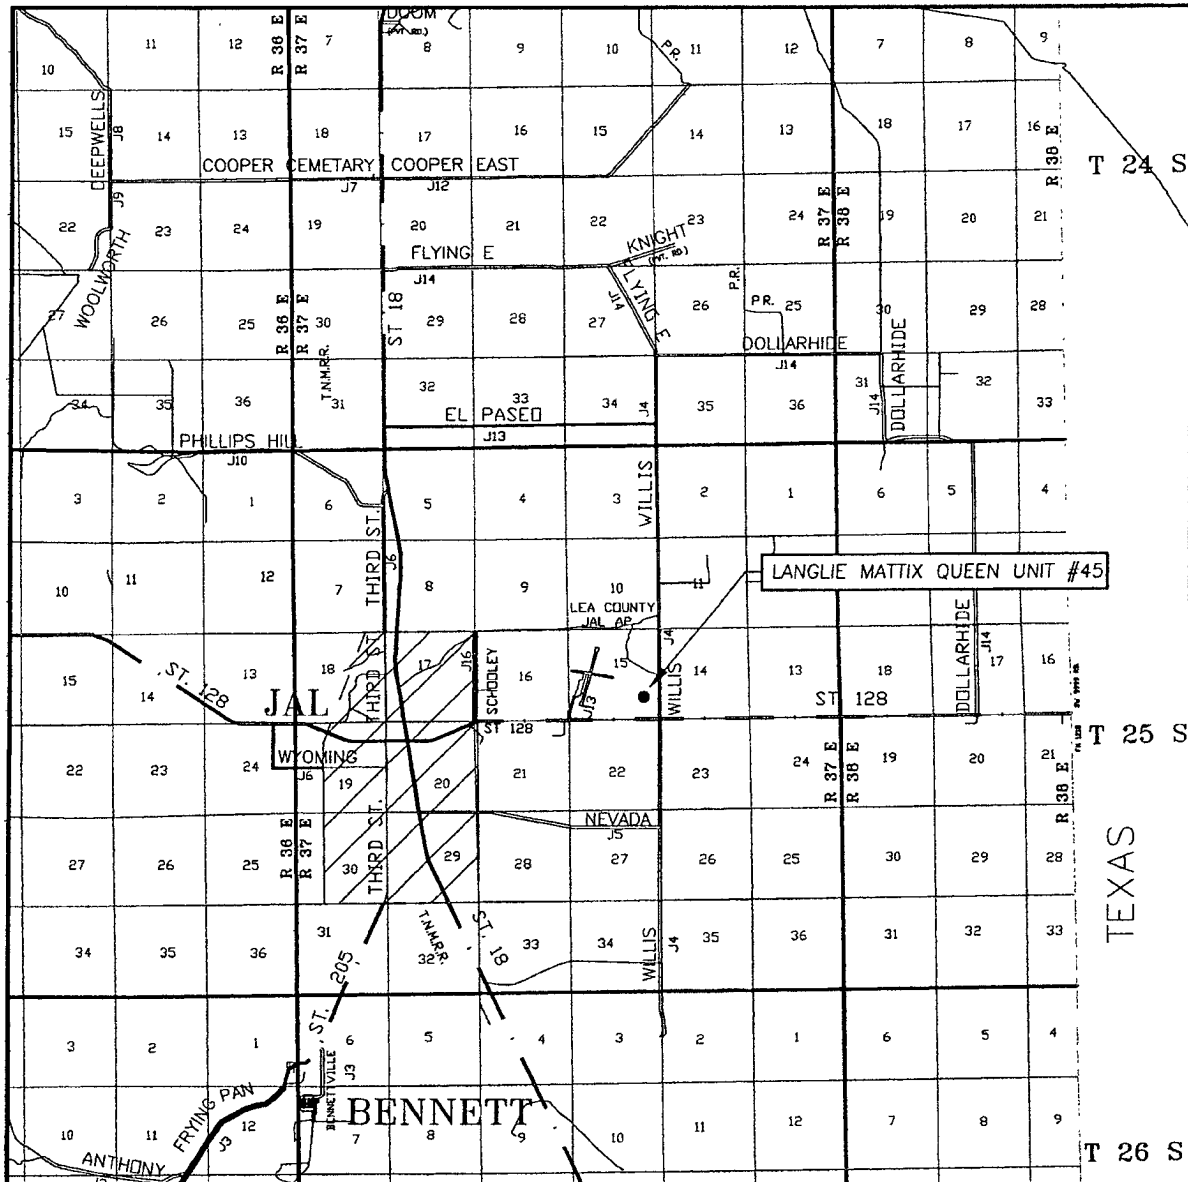 DOOM
(PVT. RD.)
11 12 R 36 E R 37 E 7 8 9 10 11 12 7 8 9
10
P.R.
DEEPWELLS
J8
15 14 13 18 17 16 15 14 13 18 17 16
R 38 E
T 24 S
COOPER CEMETARY COOPER EAST
J7 J12
J9
22 23 24 19 20 21 22 23 24 R 37 E R 38 E 19 20 21
WOOLWORTH
FLYING E
J14
KNIGHT
(PVT. RD.)
FLYING E
J14
P.R.
P.R.
27 26 25 R 36 E R 37 E 30 29 28 27 26 25 30 29 28
ST 18
T.N.M.R.R.
DOLLARHIDE
J14
DOLLARHIDE
J14
34 35 36 31 32 33 34 35 36 31 32 33
J4
EL PASEO
J13
PHILLIPS HILL
J10
WILLIS
3 2 1 6 5 4 3 2 1 6 5 4
THIRD ST.
J6
10 11 12 7 8 9 10 11
LANGLIE MATTIX QUEEN UNIT #45
LEA COUNTY
JAL AP.
DOLLARHIDE
J14
15 14 13 18 17 16 15 14 13 18 17 16
ST. 128
JAL
THIRD ST
J16
SCHOOLEY
J13
J4
WILLIS
ST 128
ST 128
T 25 S
WYOMING
J6
22 23 24 19 20 21 22 23 24 R 37 E R 38 E 19 20 21
R 38 E
THIRD ST.
NEVADA
J5
27 26 25 R 36 E R 37 E 30 29 28 27 26 25 30 29 28
TEXAS
34 35 36 31 32 33 34 35 36 31 32 33
ST. 205
T.N.M.R.R.
ST. 18
WILLIS
J4
3 2 1 6 5 4 3 2 1 6 5 4
BENNETTVILLE
J3
FRYING PAN
J3
BENNETT
10 11 12 7 8 9 10 11 12 7 8 9
ANTHONY
T 26 S